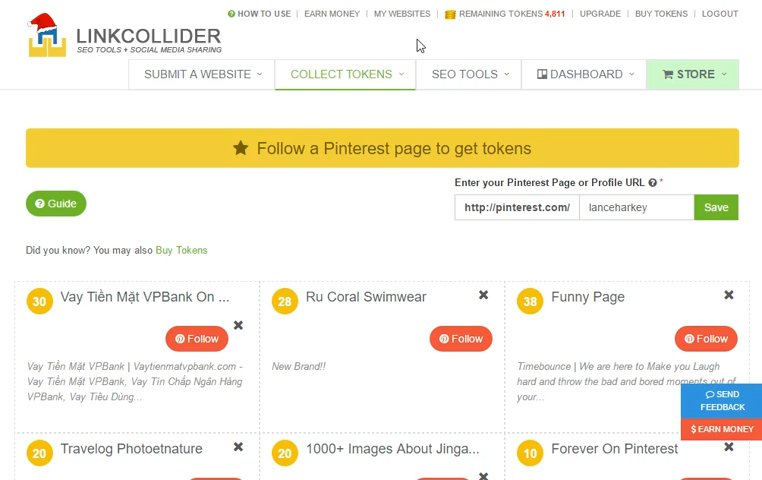 HOW TO USE | EARN MONEY | MY WEBSITES | REMAINING TOKENS 4,811 | UPGRADE | BUY TOKENS | LOGOUT
LINKCOLLIDER
SEO TOOLS + SOCIAL MEDIA SHARING
SUBMIT A WEBSITE COLLECT TOKENS SEO TOOLS DASHBOARD STORE
Follow a Pinterest page to get tokens
Enter your Pinterest Page or Profile URL *
Guide
http://pinterest.com/ lanceharkey Save
Did you know? You may also Buy Tokens
30 Vay Tiền Mặt VPBank On ...
Follow
Vay Tiền Mặt VPBank | Vaytienmatvpbank.com -
Vay Tiền Mặt VPBank, Vay Tín Chấp Ngân Hàng
VPBank, Vay Tiêu Dùng...
28 Ru Coral Swimwear
Follow
New Brand!!
38 Funny Page
Follow
Timebounce | We are here to Make you Laugh
hard and throw the bad and bored moments out of
your...
SEND
FEEDBACK
$ EARN MONEY
20 Travelog Photoetnature
20 1000+ Images About Jinga...
10 Forever On Pinterest